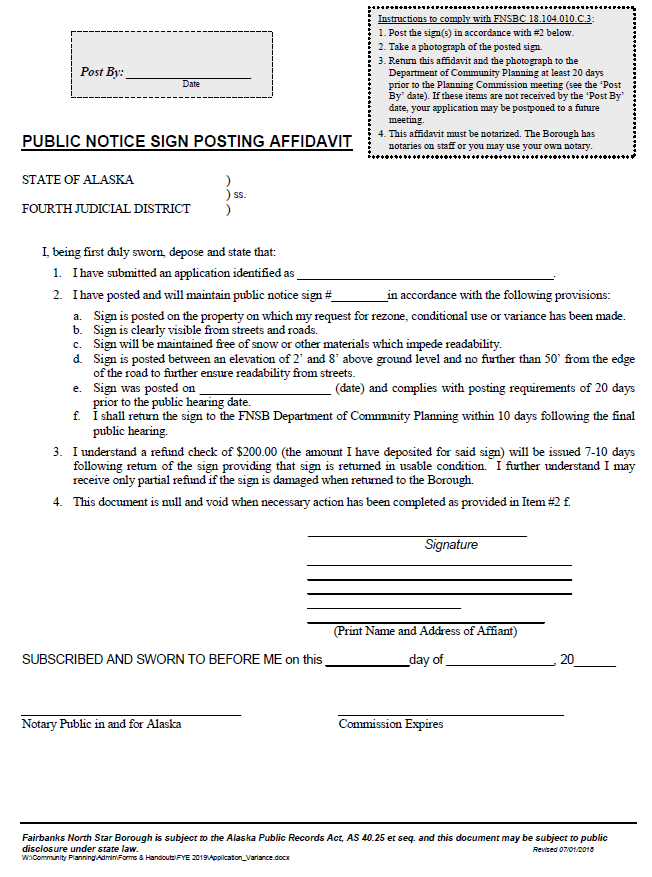 Post By: ____________________
Date
Instructions to comply with FNSBC 18.104.010.C.3:
1. Post the sign(s) in accordance with #2 below.
2. Take a photograph of the posted sign.
3. Return this affidavit and the photograph to the
Department of Community Planning at least 20 days
prior to the Planning Commission meeting (see the ‘Post
By’ date). If these items are not received by the ‘Post By’
date, your application may be postponed to a future
meeting.
4. This affidavit must be notarized. The Borough has
notaries on staff or you may use your own notary.
PUBLIC NOTICE SIGN POSTING AFFIDAVIT
STATE OF ALASKA )
) ss.
FOURTH JUDICIAL DISTRICT )
I, being first duly sworn, depose and state that:
1. I have submitted an application identified as ________________________________________.
2. I have posted and will maintain public notice sign #_________in accordance with the following provisions:
a. Sign is posted on the property on which my request for rezone, conditional use or variance has been made.
b. Sign is clearly visible from streets and roads.
c. Sign will be maintained free of snow or other materials which impede readability.
d. Sign is posted between an elevation of 2’ and 8’ above ground level and no further than 50’ from the edge
of the road to further ensure readability from streets.
e. Sign was posted on ____________________ (date) and complies with posting requirements of 20 days
prior to the public hearing date.
f. I shall return the sign to the FNSB Department of Community Planning within 10 days following the final
public hearing.
3. I understand a refund check of $200.00 (the amount I have deposited for said sign) will be issued 7-10 days
following return of the sign providing that sign is returned in usable condition. I further understand I may
receive only partial refund if the sign is damaged when returned to the Borough.
4. This document is null and void when necessary action has been completed as provided in Item #2 f.
Signature
(Print Name and Address of Affiant)
SUBSCRIBED AND SWORN TO BEFORE ME on this ____________day of ________________, 20______
Notary Public in and for Alaska
Commission Expires
Fairbanks North Star Borough is subject to the Alaska Public Records Act, AS 40.25 et seq. and this document may be subject to public
disclosure under state law.
Revised 07/01/2018
W:\Community Planning\Admin\Forms & Handouts\FYE 2019\Application_Variance.docx